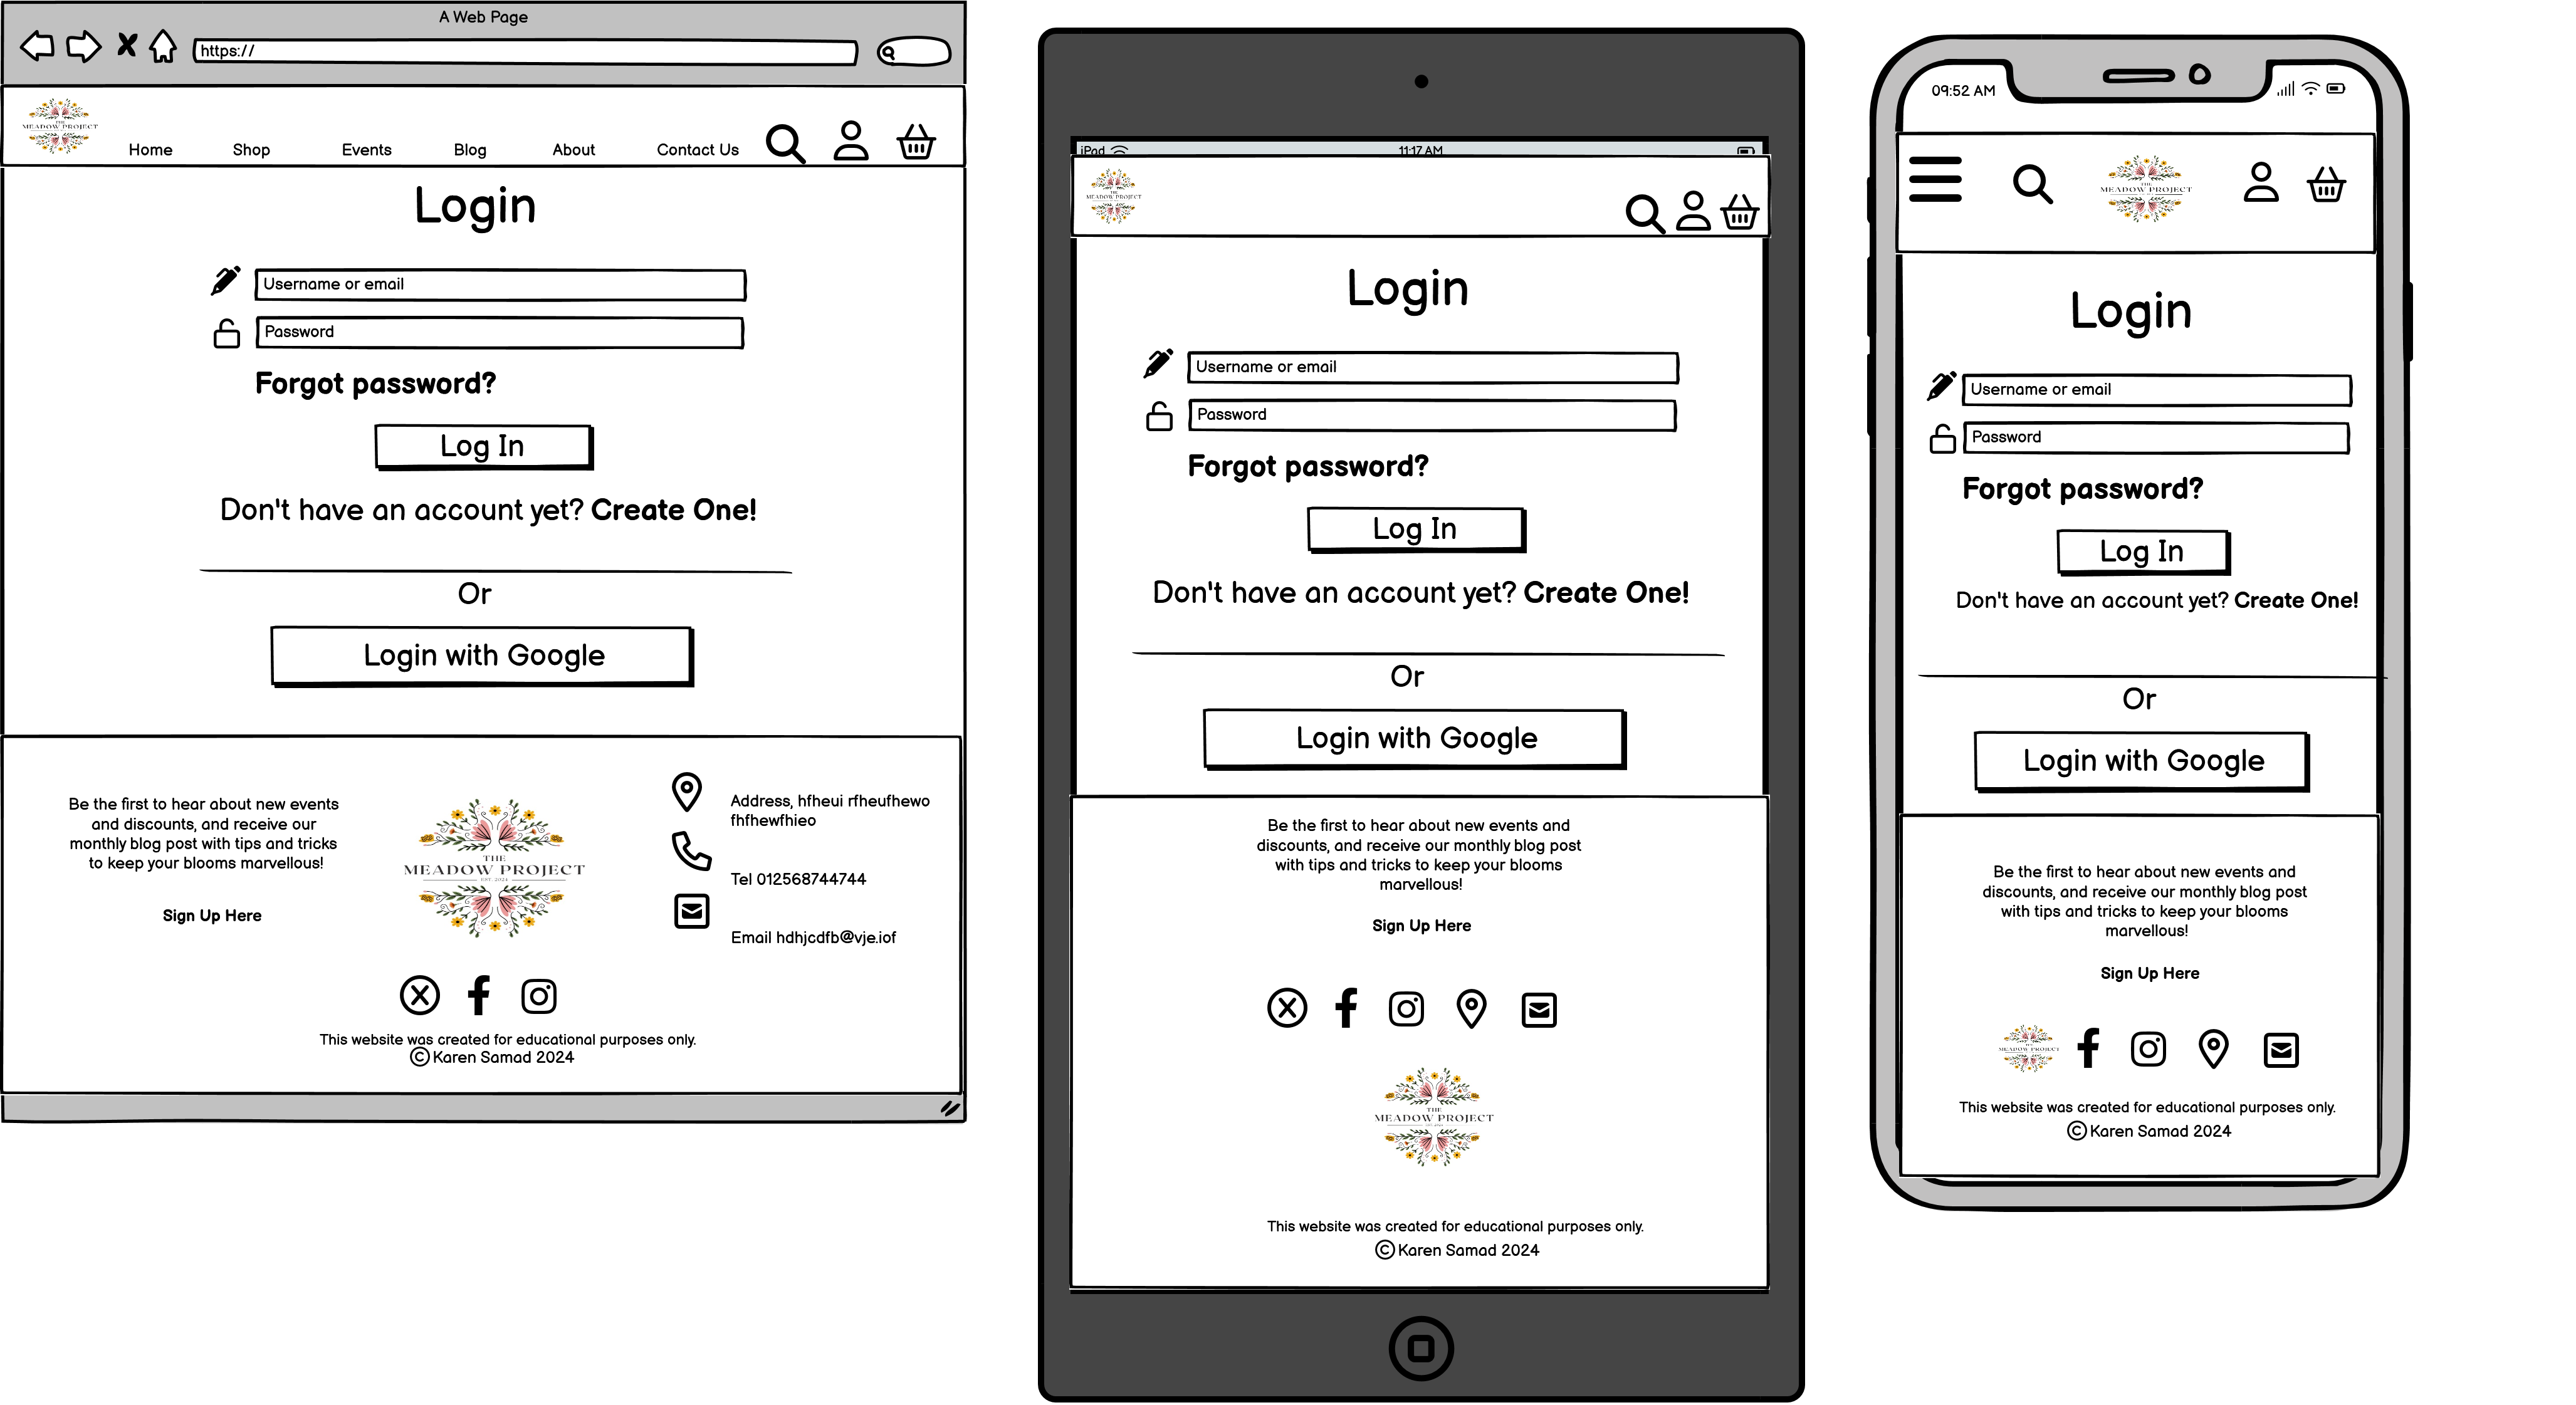 A Web Page
https://
THE
MEADOW PROJECT
Home Shop Events Blog About Contact Us
Login
Username or email
Password
Forgot password?
Log In
Don't have an account yet? Create One!
Or
Login with Google
Be the first to hear about new events
and discounts, and receive our
monthly blog post with tips and tricks
to keep your blooms marvellous!
Sign Up Here
THE
MEADOW PROJECT
EST. 2024
Address, hfheui rfheufhewo
fhfhewfhieo
Tel 012568744744
Email hdhjcdfb@vje.iof
This website was created for educational purposes only.
© Karen Samad 2024
iPad 11:17 AM
THE
MEADOW PROJECT
Login
Username or email
Password
Forgot password?
Log In
Don't have an account yet? Create One!
Or
Login with Google
Be the first to hear about new events and
discounts, and receive our monthly blog post
with tips and tricks to keep your blooms
marvellous!
Sign Up Here
THE
MEADOW PROJECT
This website was created for educational purposes only.
© Karen Samad 2024
09:52 AM
THE
MEADOW PROJECT
Login
Username or email
Password
Forgot password?
Log In
Don't have an account yet? Create One!
Or
Login with Google
Be the first to hear about new events and
discounts, and receive our monthly blog post
with tips and tricks to keep your blooms
marvellous!
Sign Up Here
MEADOW PROJECT
This website was created for educational purposes only.
© Karen Samad 2024